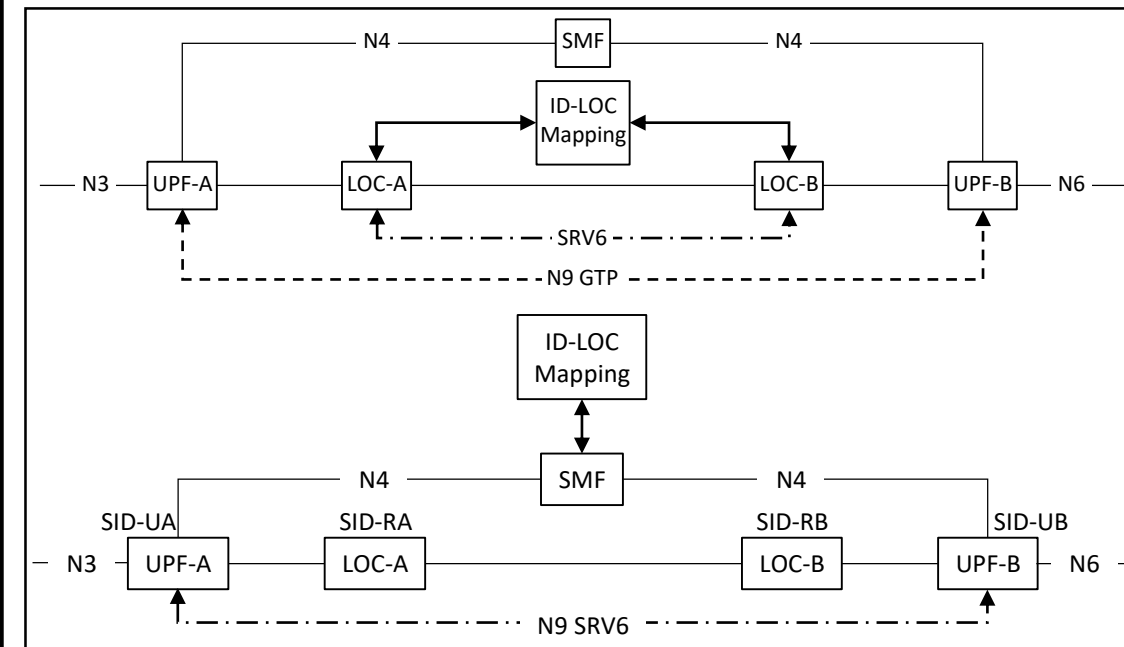 N4 SMF N4
ID-LOC
Mapping
N3 UPF-A LOC-A LOC-B UPF-B N6
SRV6
N9 GTP
ID-LOC
Mapping
N4 SMF N4
SID-UA SID-RA SID-RB SID-UB
N3 UPF-A LOC-A LOC-B UPF-B N6
N9 SRV6